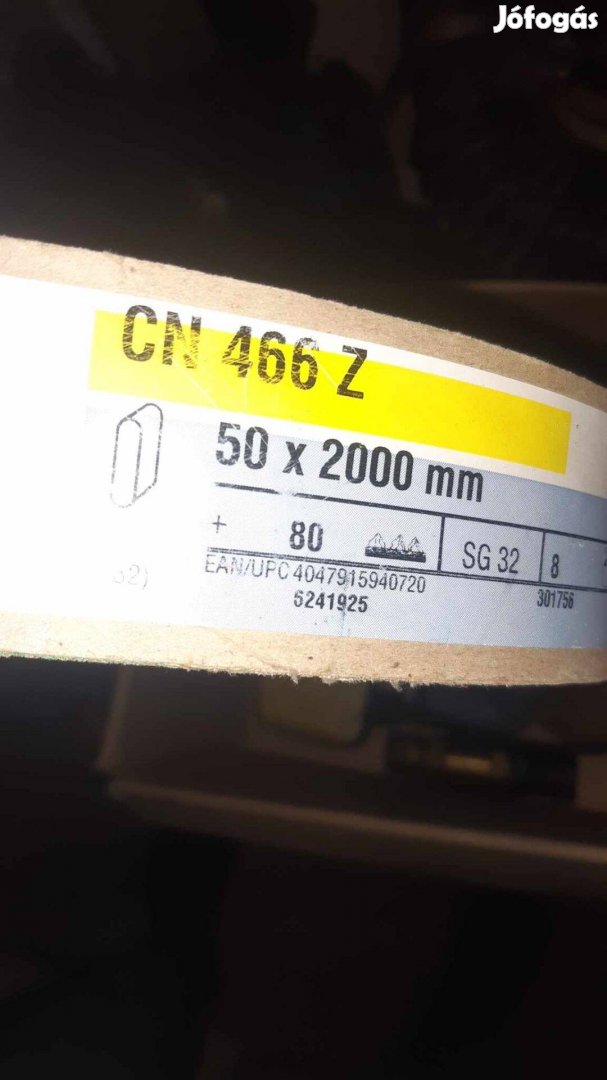 Jófogás
CN 466 Z
50 x 2000 mm
+ 80
SG 32
8
EAN/UPC 4047915940720
6241925
301756